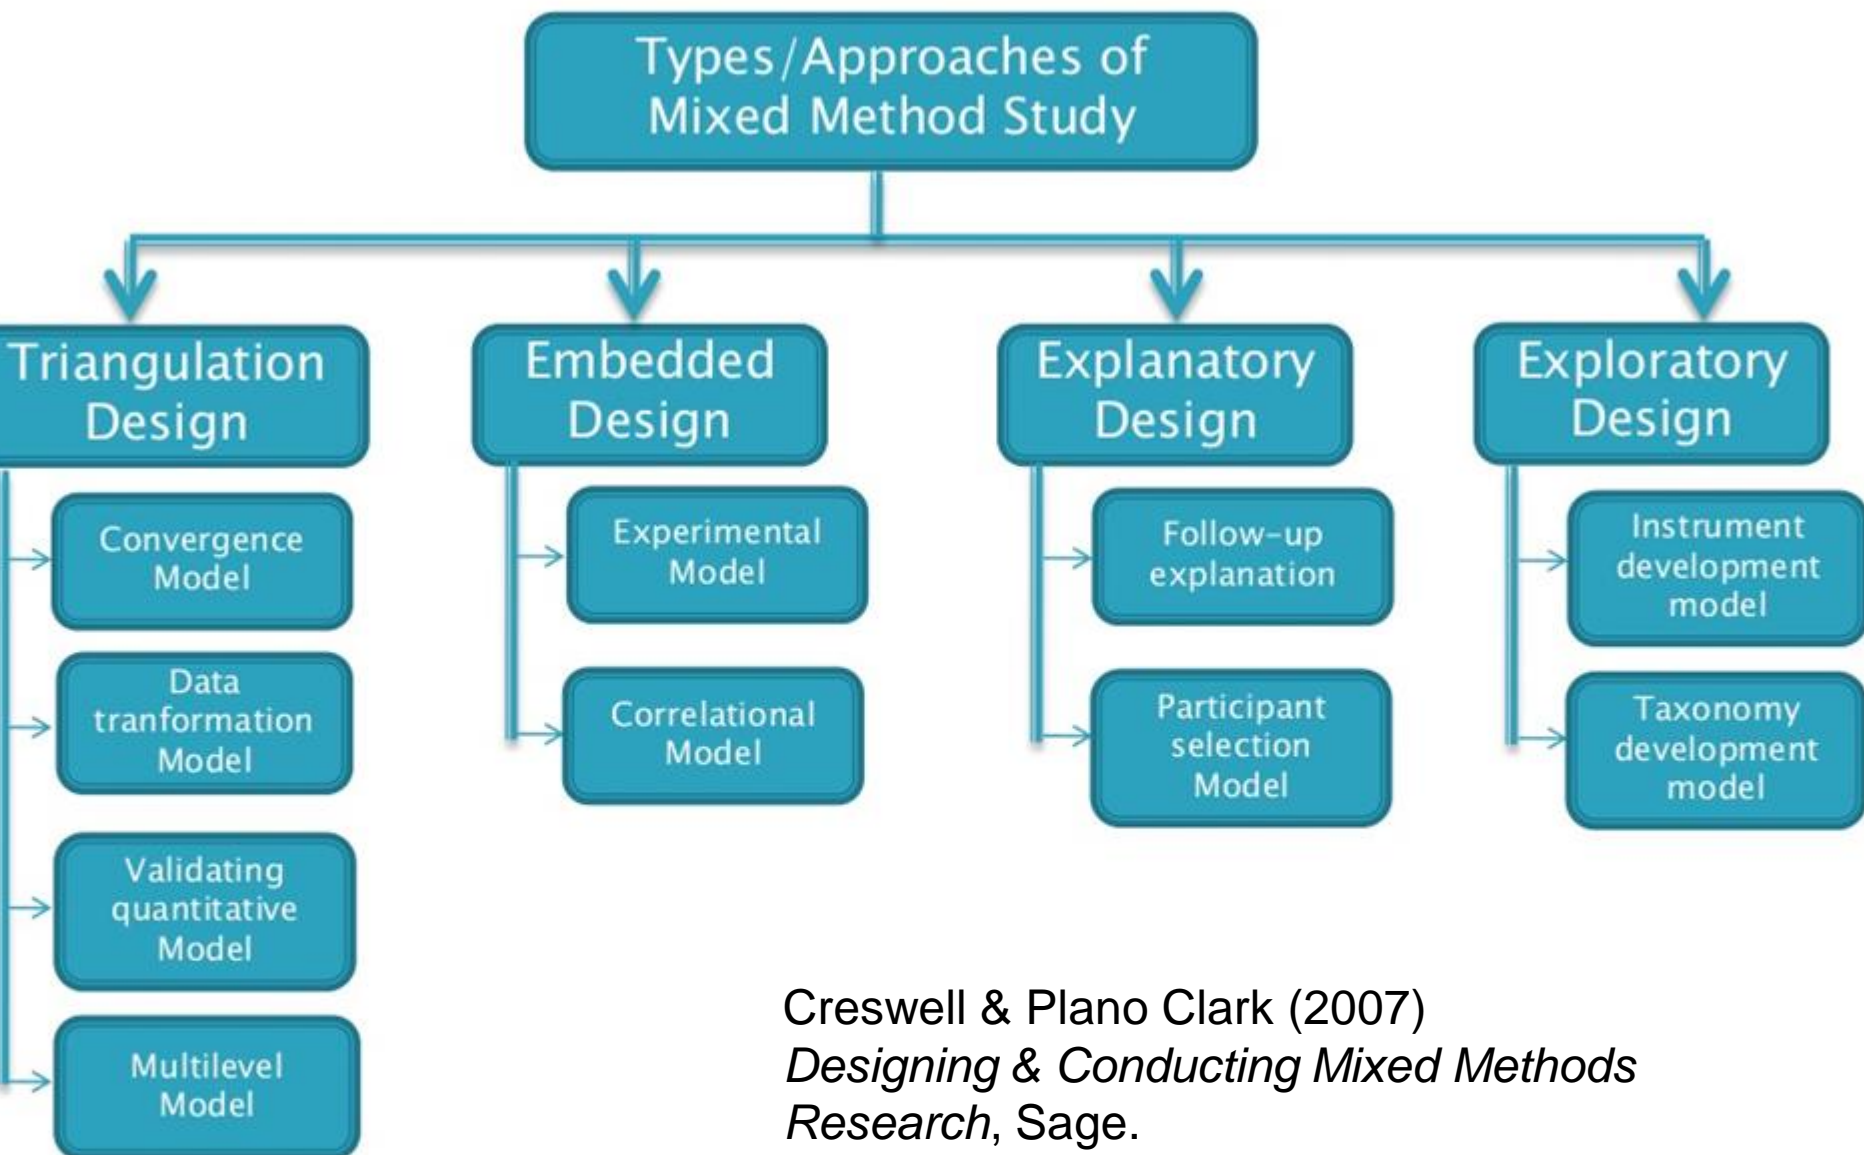 Types/Approaches of
Mixed Method Study
Triangulation
Design
Embedded
Design
Explanatory
Design
Exploratory
Design
Convergence
Model
Data
tranformation
Model
Validating
quantitative
Model
Multilevel
Model
Experimental
Model
Correlational
Model
Follow-up
explanation
Participant
selection
Model
Instrument
development
model
Taxonomy
development
model
Creswell & Plano Clark (2007)
Designing & Conducting Mixed Methods
Research, Sage.